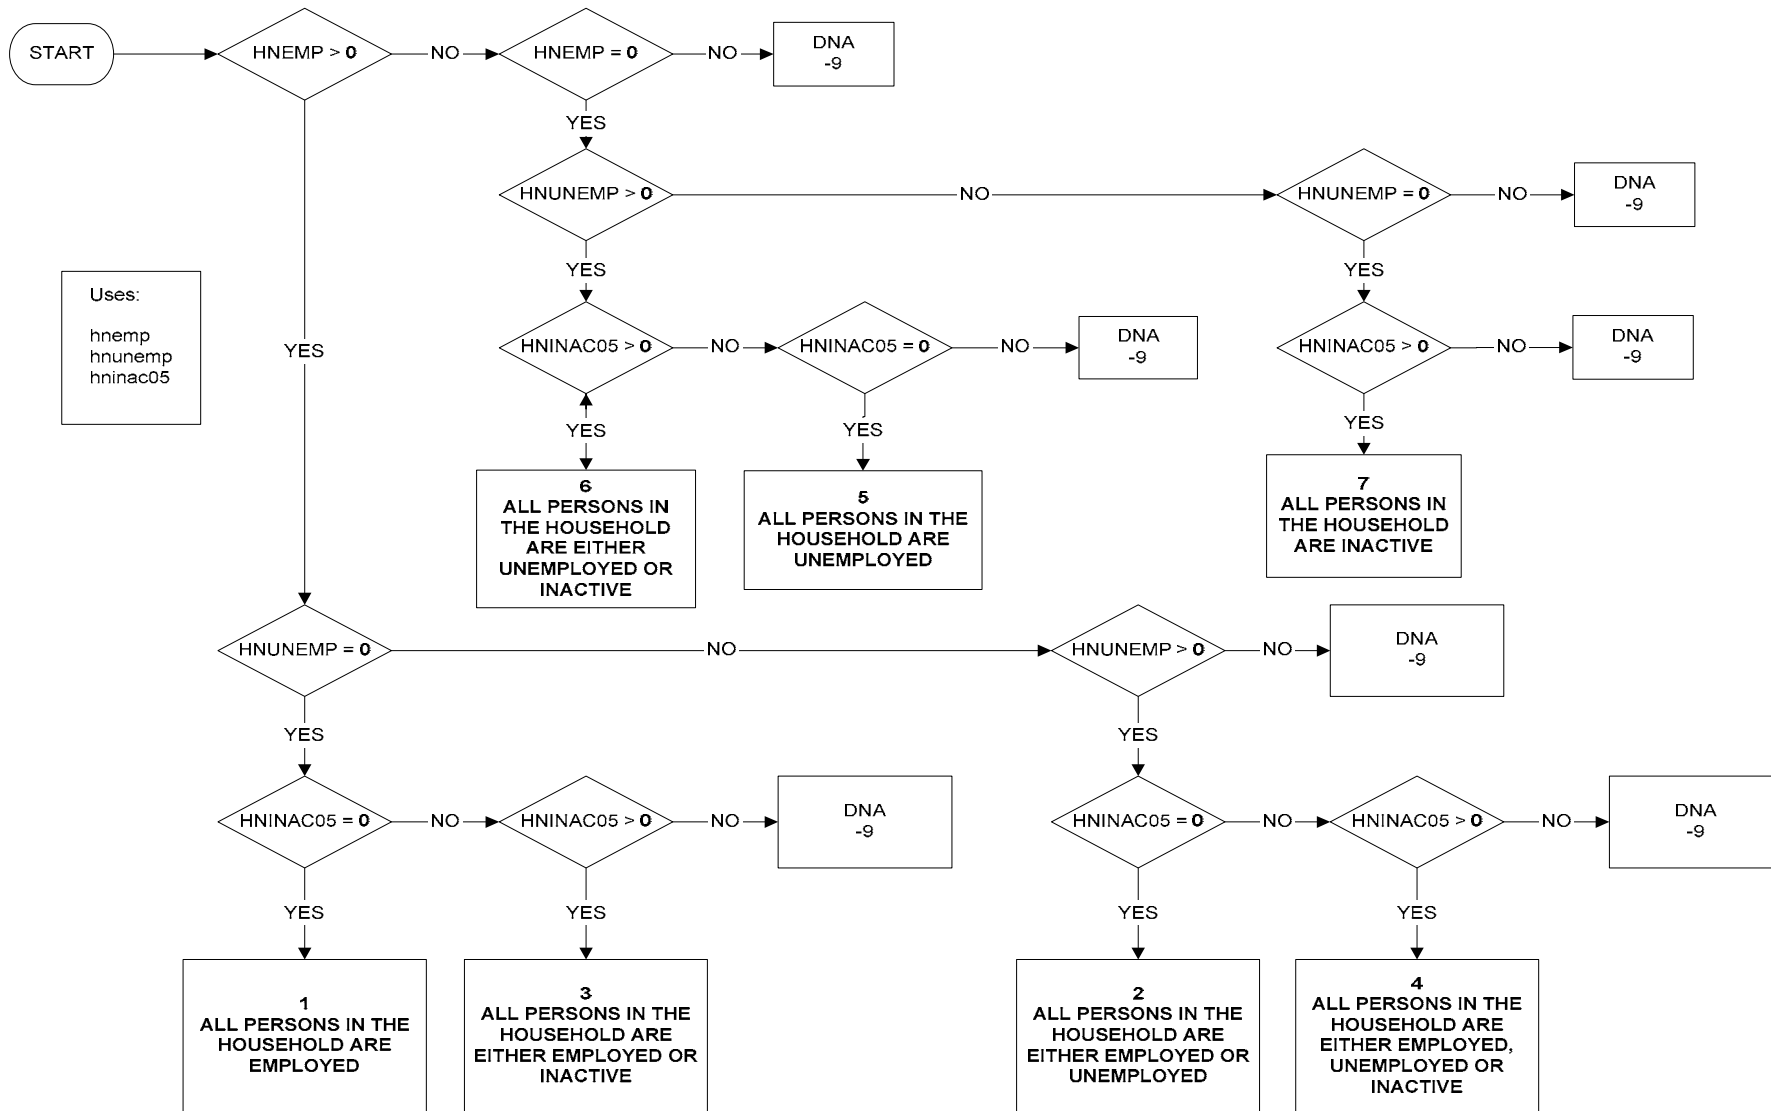 START
HNEMP > 0
NO
HNEMP = 0
NO
DNA
-9
YES
HNUNEMP > 0
NO
HNUNEMP = 0
NO
DNA
-9
YES
YES
Uses:
hnemp
hnunemp
hninac05
YES
HNINAC05 > 0
NO
HNINAC05 = 0
NO
DNA
-9
HNINAC05 > 0
NO
DNA
-9
YES
YES
YES
6
ALL PERSONS IN
THE HOUSEHOLD
ARE EITHER
UNEMPLOYED OR
INACTIVE
5
ALL PERSONS IN THE
HOUSEHOLD ARE
UNEMPLOYED
7
ALL PERSONS IN
THE HOUSEHOLD
ARE INACTIVE
HNUNEMP = 0
NO
HNUNEMP > 0
NO
DNA
-9
YES
YES
HNINAC05 = 0
NO
HNINAC05 > 0
NO
DNA
-9
HNINAC05 = 0
NO
HNINAC05 > 0
NO
DNA
-9
YES
YES
YES
YES
1
ALL PERSONS IN THE
HOUSEHOLD ARE
EMPLOYED
3
ALL PERSONS IN THE
HOUSEHOLD ARE
EITHER EMPLOYED OR
INACTIVE
2
ALL PERSONS IN THE
HOUSEHOLD ARE
EITHER EMPLOYED OR
UNEMPLOYED
4
ALL PERSONS IN THE
HOUSEHOLD ARE
EITHER EMPLOYED,
UNEMPLOYED OR
INACTIVE